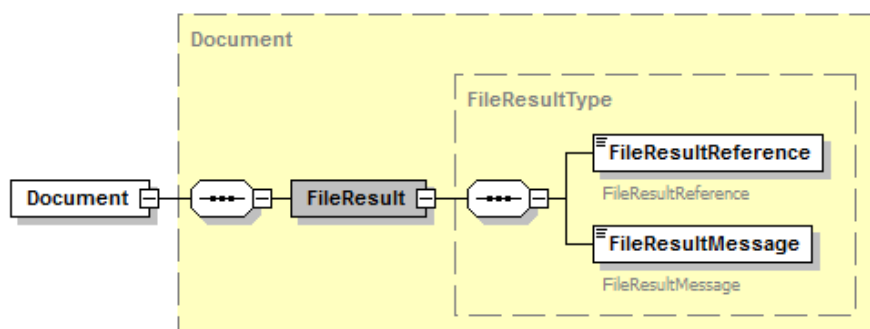 Document
FileResultType
Document
FileResult
FileResultReference
FileResultReference
FileResultMessage
FileResultMessage